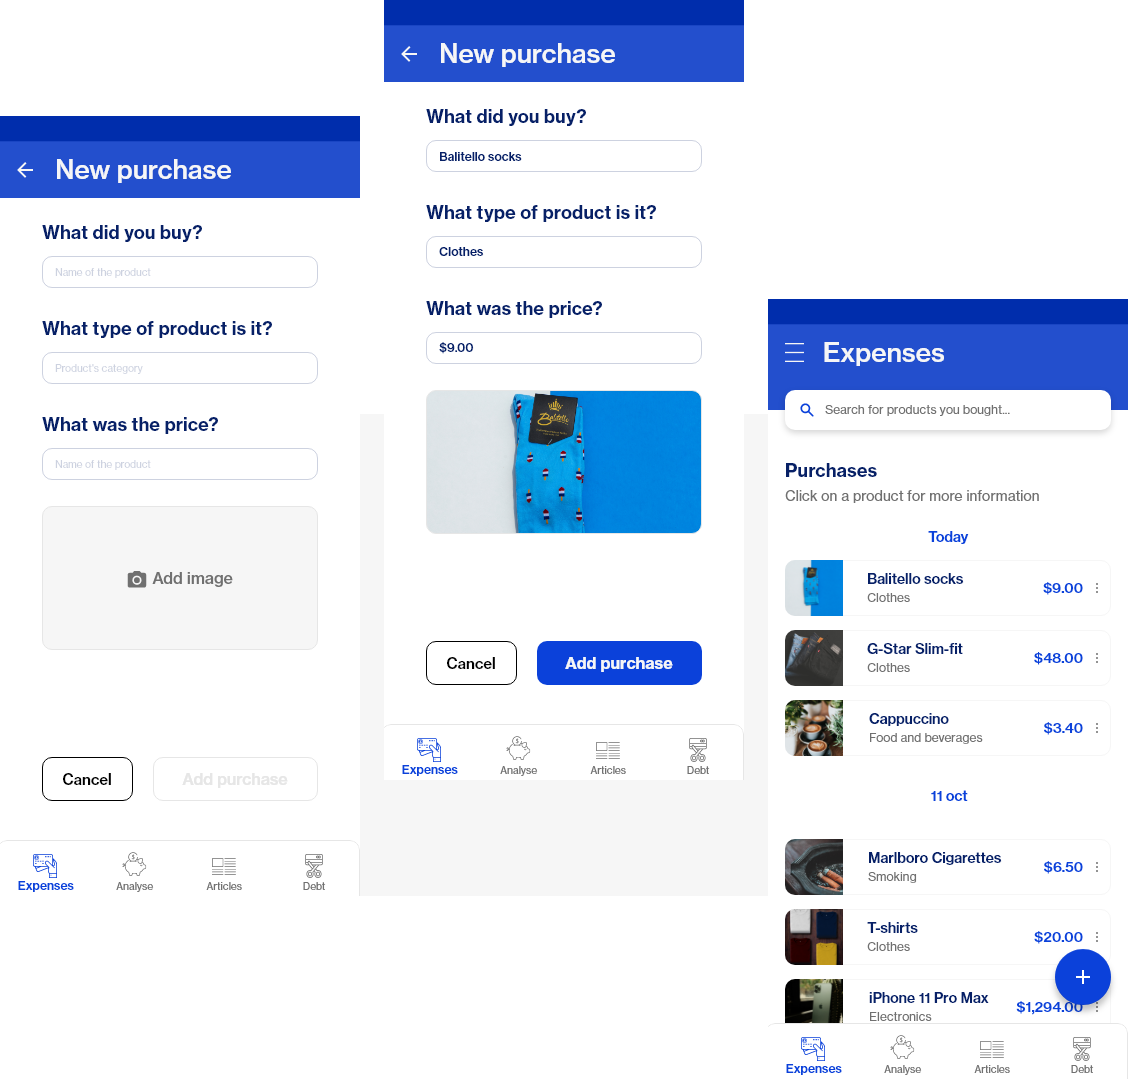 New purchase
What did you buy?
Name of the product
What type of product is it?
Product's category
What was the price?
Name of the product
Add image
Cancel
Add purchase
Expenses
Analyse
Articles
Debt
New purchase
What did you buy?
Balitello socks
What type of product is it?
Clothes
What was the price?
$9.00
Cancel
Add purchase
Expenses
Analyse
Articles
Debt
Expenses
Search for products you bought...
Purchases
Click on a product for more information
Today
Balitello socks
Clothes
$9.00
G-Star Slim-fit
Clothes
$48.00
Cappuccino
Food and beverages
$3.40
11 oct
Marlboro Cigarettes
Smoking
$6.50
T-shirts
Clothes
$20.00
iPhone 11 Pro Max
Electronics
$1,294.00
Expenses
Analyse
Articles
Debt